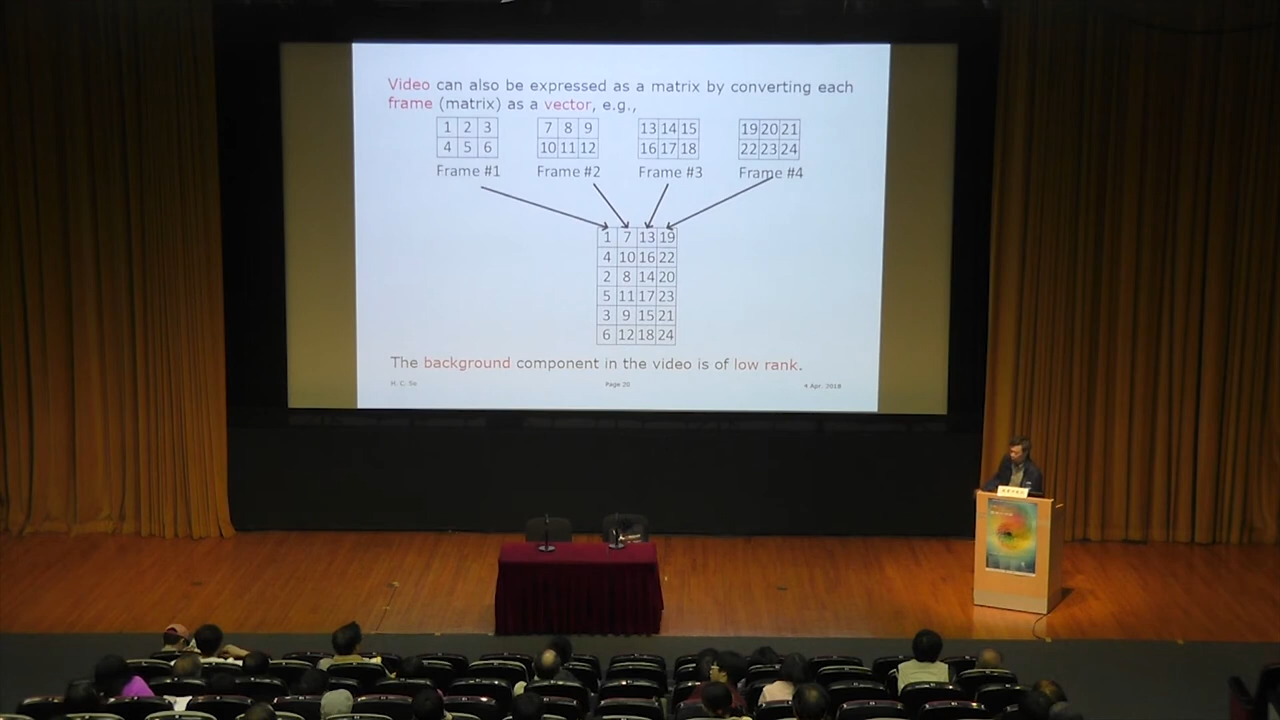 Video can also be expressed as a matrix by converting each
frame (matrix) as a vector, e.g.,
1 2 3 7 8 9 13 14 15 19 20 21
4 5 6 10 11 12 16 17 18 22 23 24
Frame #1 Frame #2 Frame #3 Frame #4
1 7 13 19
4 10 16 22
2 8 14 20
5 11 17 23
3 9 15 21
6 12 18 24
The background component in the video is of low rank.
H. C. So Page 20 4 Apr. 2018